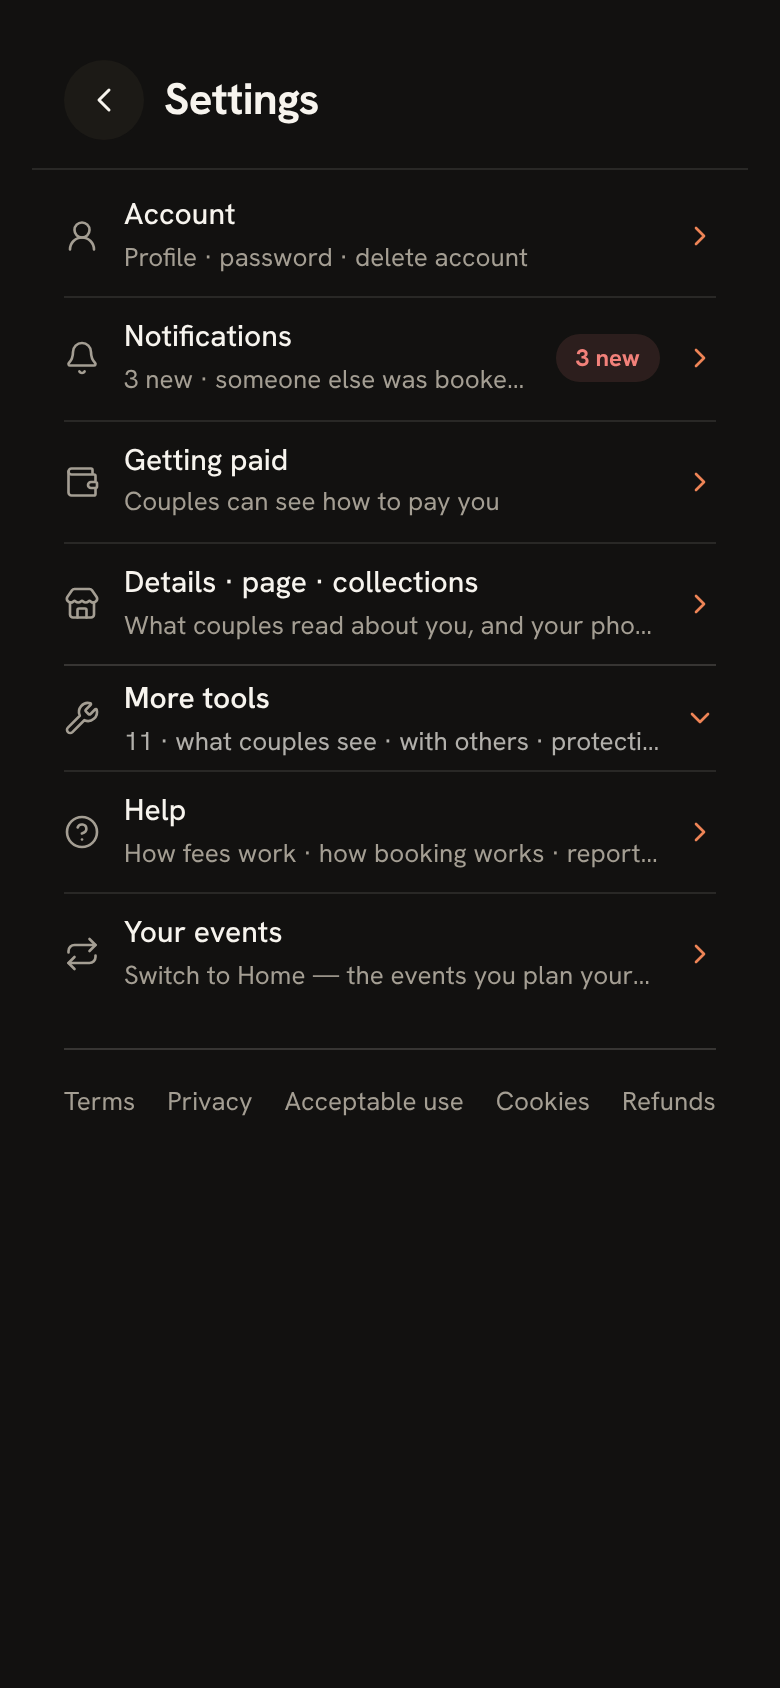 Settings
Account
Profile · password · delete account
Notifications
3 new · someone else was booke...
3 new
Getting paid
Couples can see how to pay you
Details · page · collections
What couples read about you, and your pho...
More tools
11 · what couples see · with others · protecti...
Help
How fees work · how booking works · report...
Your events
Switch to Home — the events you plan your...
Terms Privacy Acceptable use Cookies Refunds